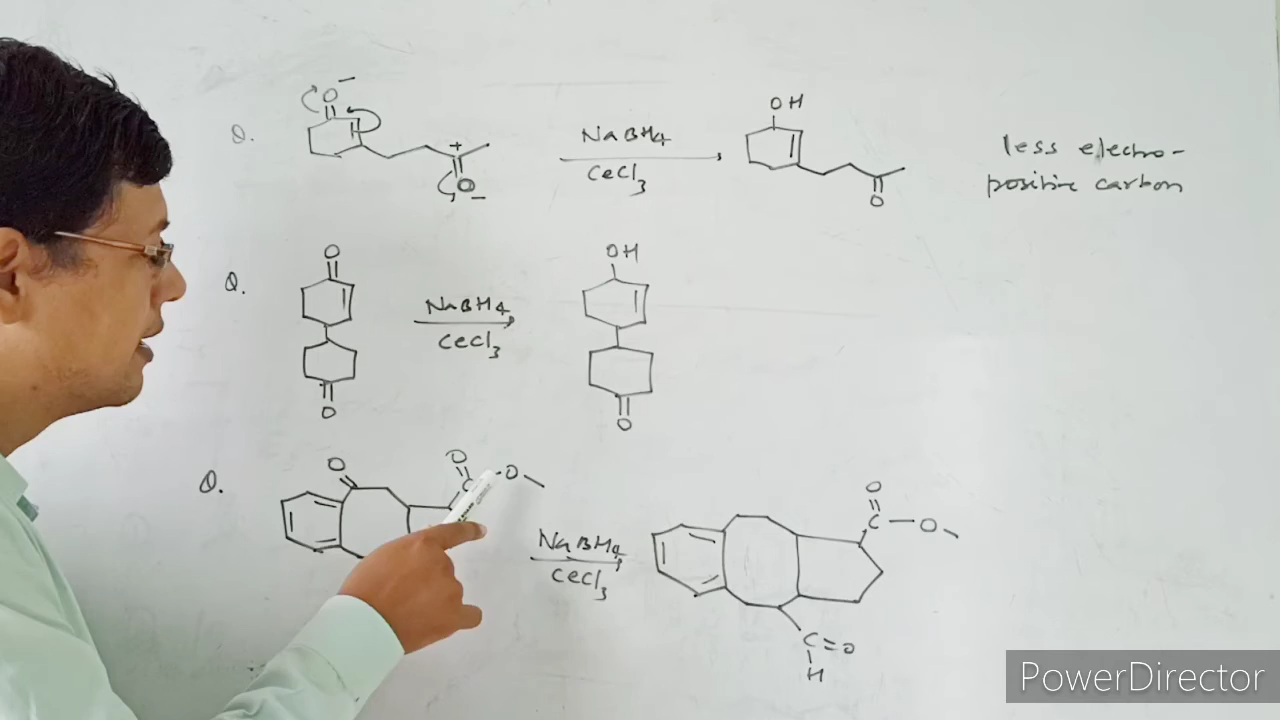 Q.
O
O
NaBH4
CeCl3
OH
O
less electro-
positive carbon
Q.
O
O
NaBH4
CeCl3
OH
O
Q.
O
O
C
O
NaBH4
CeCl3
O
C
O
C=O
H
PowerDirector